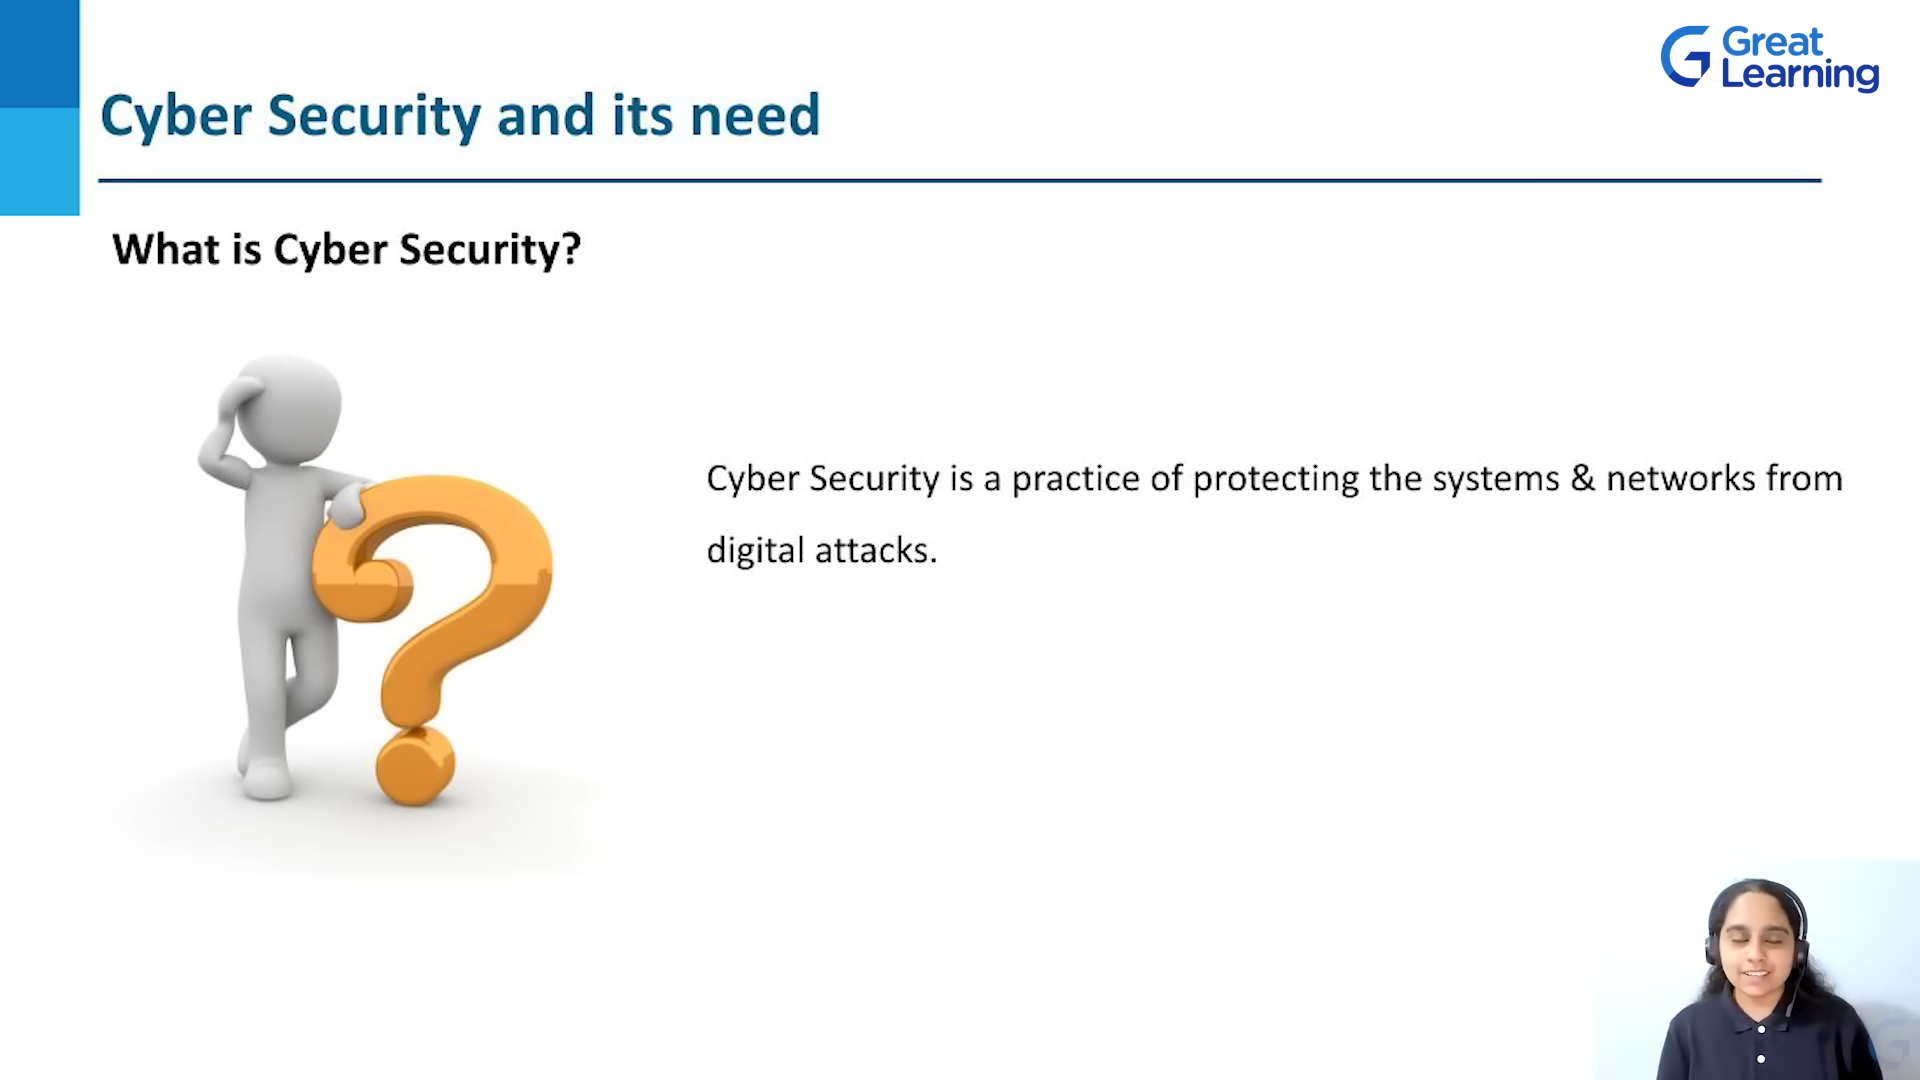 Great
Learning
Cyber Security and its need
What is Cyber Security?
Cyber Security is a practice of protecting the systems & networks from
digital attacks.